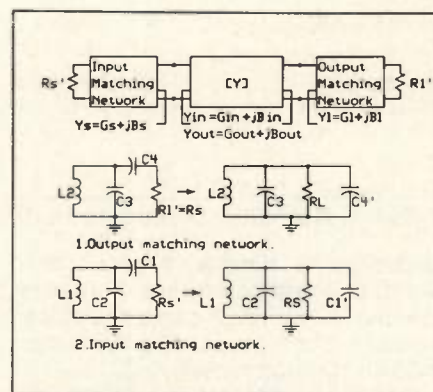 Input Matching Network
[Y]
Output Matching Network
Rs'
Rl'
Ys=Gs+jBs
Yin=Gin+jBin
Yout=Gout+jBout
Yl=Gl+jBl
C4
L2
C3
Rl'=Rs
L2
C3
RL
C4'
1.Output matching network.
C1
L1
C2
Rs'
L1
C2
RS
C1'
2.Input matching network.